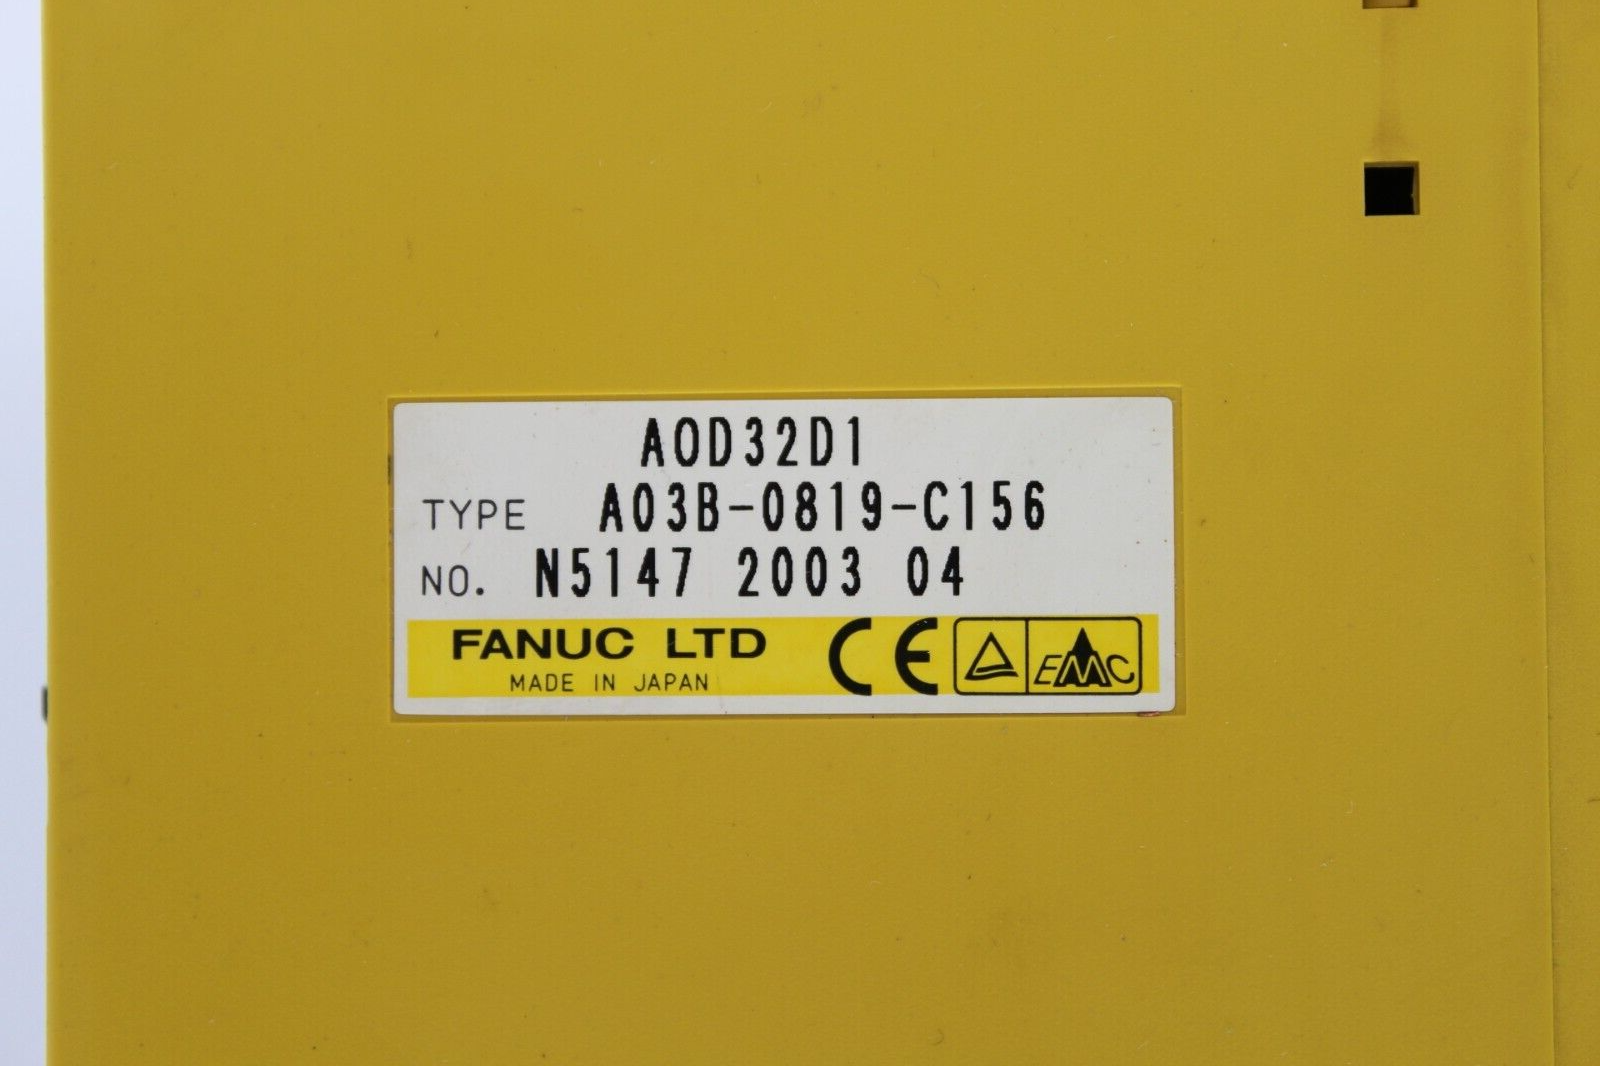 AOD32D1
TYPE A03B-0819-C156
NO. N5147 2003 04
FANUC LTD CE EMC
MADE IN JAPAN